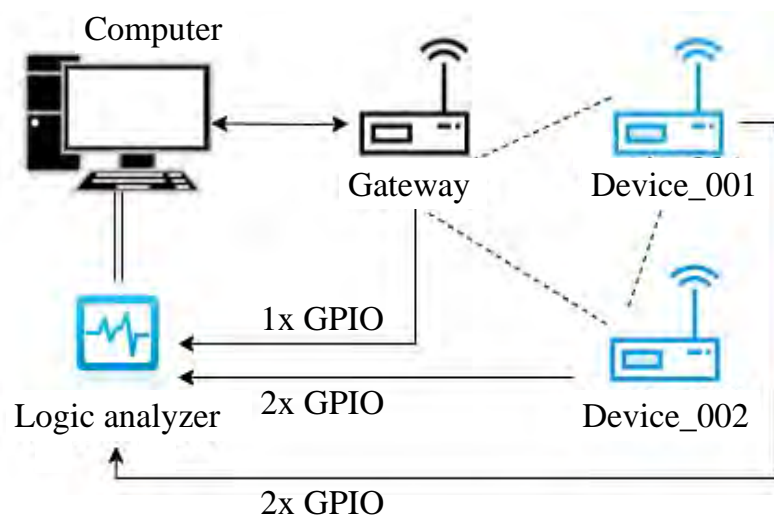 Computer
Gateway
Device_001
1x GPIO
2x GPIO
Logic analyzer
Device_002
2x GPIO